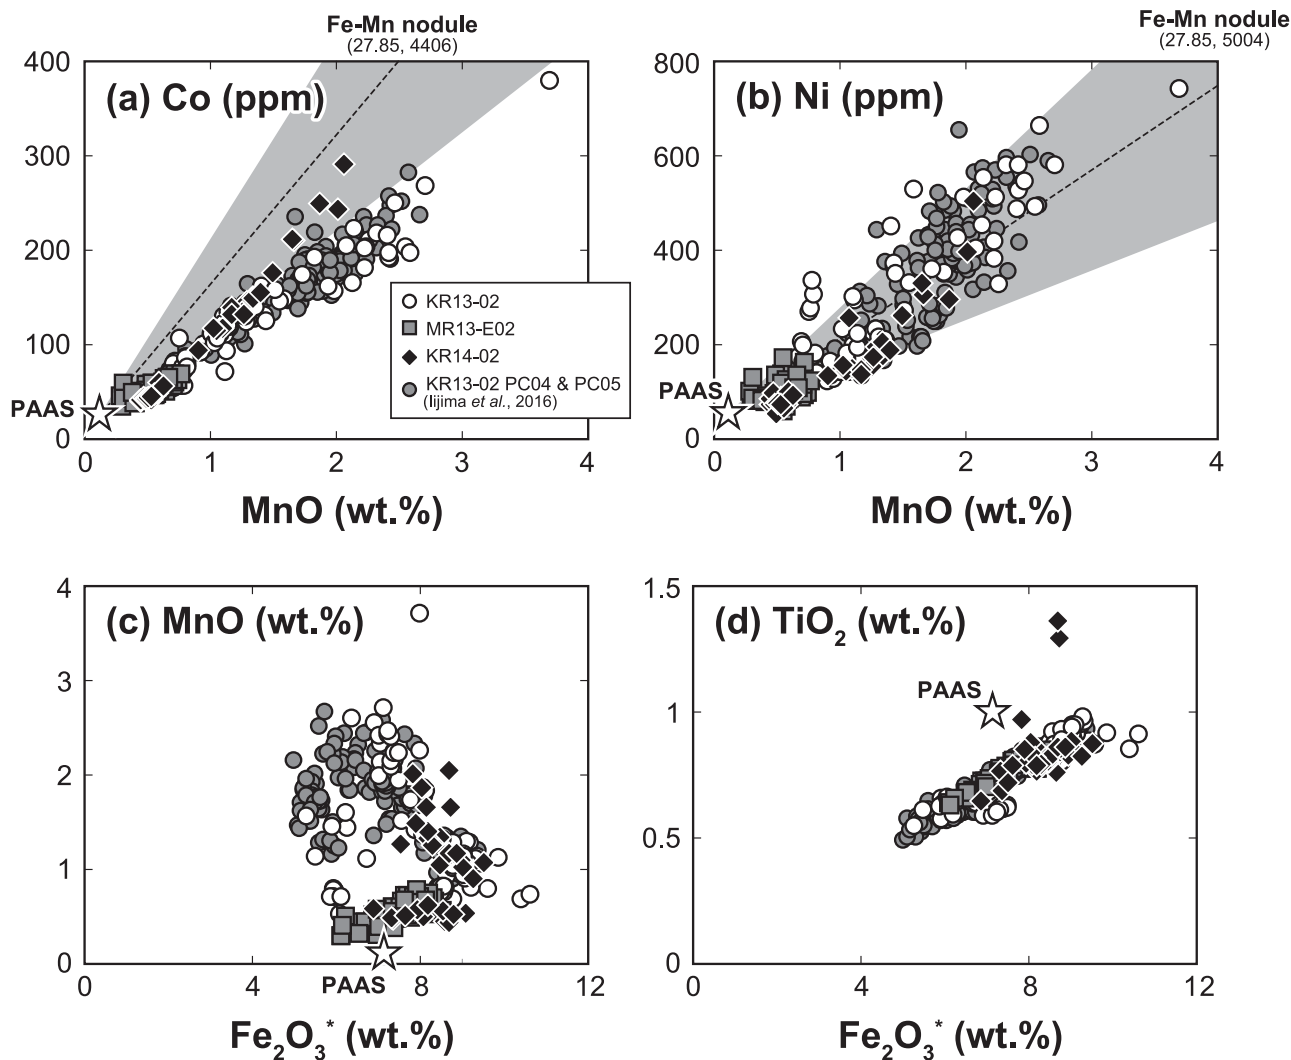 Fe-Mn nodule
(27.85, 4406)
(a) Co (ppm)
400
300
200
100
0
PAAS
0 1 2 3 4
MnO (wt.%)
KR13-02
MR13-E02
KR14-02
KR13-02 PC04 & PC05
(Iijima et al., 2016)
Fe-Mn nodule
(27.85, 5004)
(b) Ni (ppm)
800
600
400
200
0
PAAS
0 1 2 3 4
MnO (wt.%)
(c) MnO (wt.%)
4
3
2
1
0
PAAS
0 4 8 12
Fe₂O₃* (wt.%)
(d) TiO₂ (wt.%)
1.5
1
0.5
0
PAAS
0 4 8 12
Fe₂O₃* (wt.%)